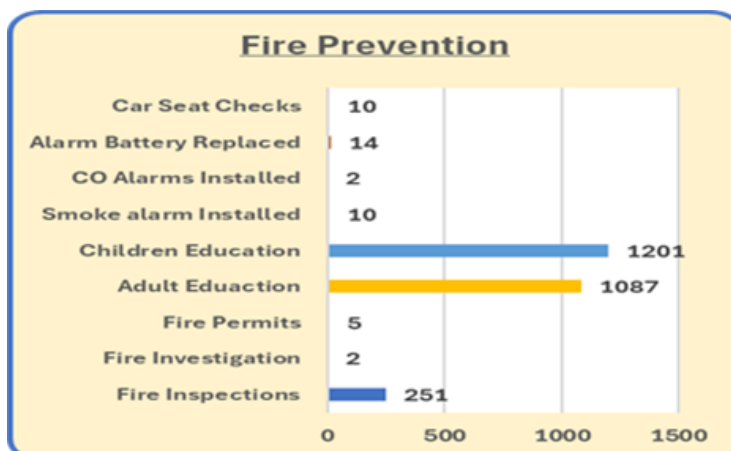 Fire Prevention
Car Seat Checks 10
Alarm Battery Replaced 14
CO Alarms Installed 2
Smoke alarm Installed 10
Children Education 1201
Adult Eduaction 1087
Fire Permits 5
Fire Investigation 2
Fire Inspections 251
0 500 1000 1500